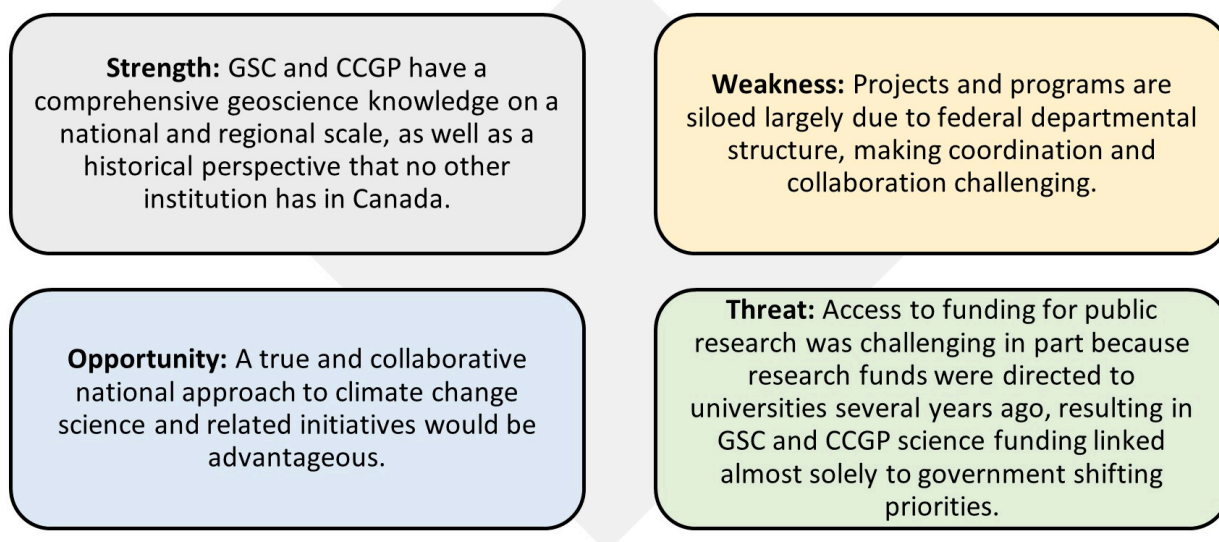 Strength: GSC and CCGP have a
comprehensive geoscience knowledge on a
national and regional scale, as well as a
historical perspective that no other
institution has in Canada.
Weakness: Projects and programs are
siloed largely due to federal departmental
structure, making coordination and
collaboration challenging.
Opportunity: A true and collaborative
national approach to climate change
science and related initiatives would be
advantageous.
Threat: Access to funding for public
research was challenging in part because
research funds were directed to
universities several years ago, resulting in
GSC and CCGP science funding linked
almost solely to government shifting
priorities.